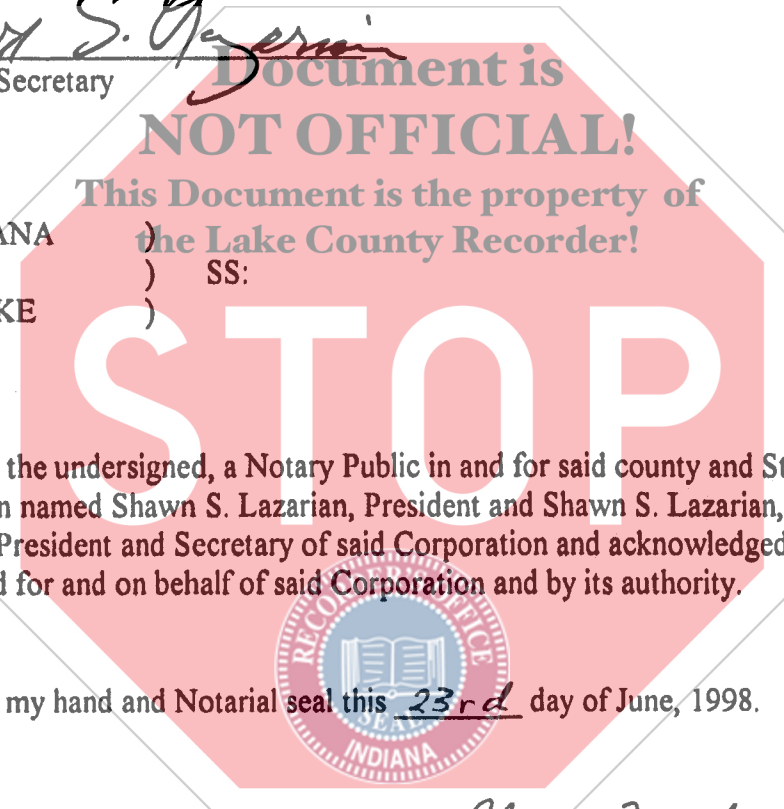 S. Lazarian
Secretary
Document is
NOT OFFICIAL!
This Document is the property of
the Lake County Recorder!
ANA )
) SS:
KE )
STOP
the undersigned, a Notary Public in and for said county and St
n named Shawn S. Lazarian, President and Shawn S. Lazarian,
President and Secretary of said Corporation and acknowledged
d for and on behalf of said Corporation and by its authority.
RECORDER'S OFFICE
my hand and Notarial seal this 23rd day of June, 1998.
SEAL
INDIANA